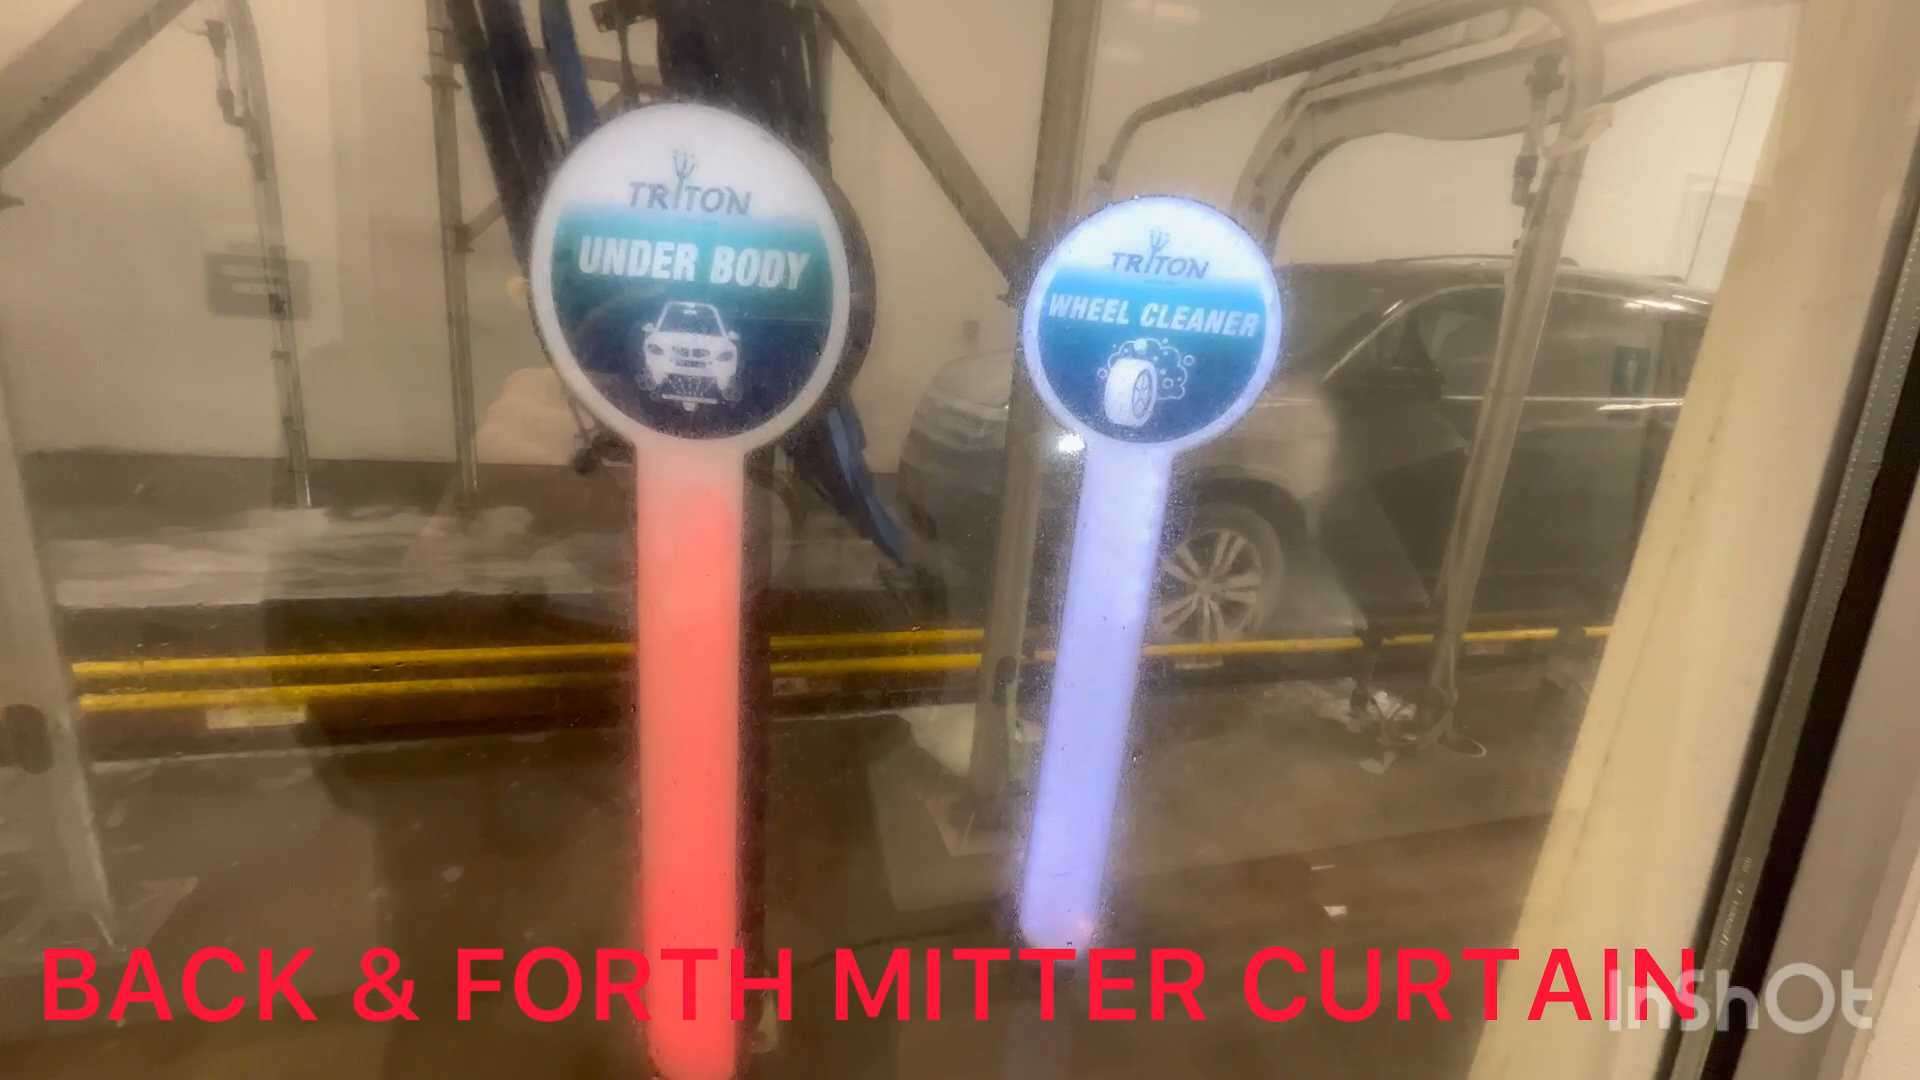 TRITON
UNDER BODY
TRITON
WHEEL CLEANER
BACK & FORTH MITTER CURTAIN
InShOt